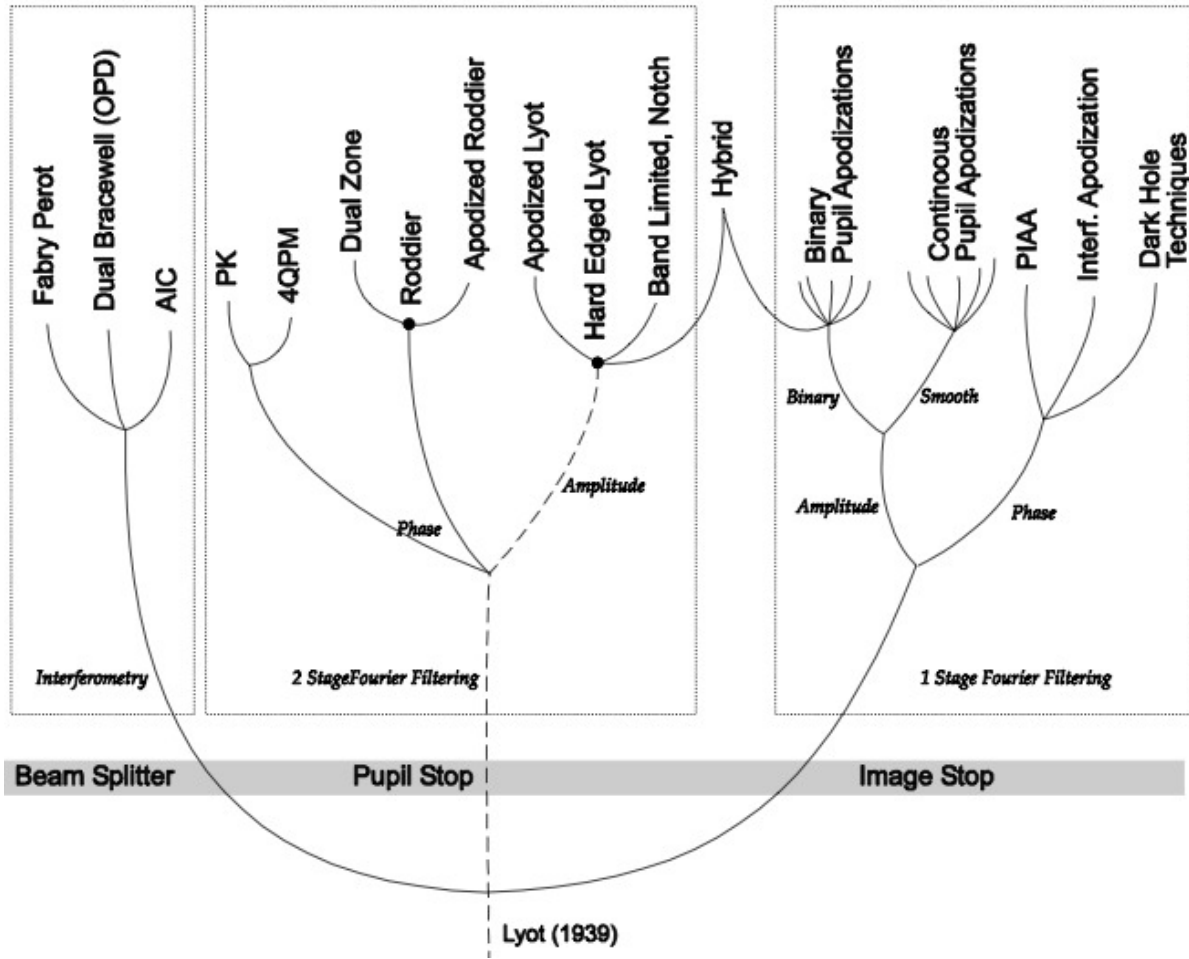 Fabry Perot
Dual Bracewell (OPD)
AIC
PK
4QPM
Dual Zone
Roddier
Apodized Roddier
Apodized Lyot
Hard Edged Lyot
Band Limited, Notch
Hybrid
Binary
Pupil Apodizations
Continoous
Pupil Apodizations
PIAA
Interf. Apodization
Dark Hole
Techniques
Binary
Smooth
Amplitude
Amplitude
Phase
Phase
Interferometry
2 StageFourier Filtering
1 Stage Fourier Filtering
Beam Splitter
Pupil Stop
Image Stop
Lyot (1939)